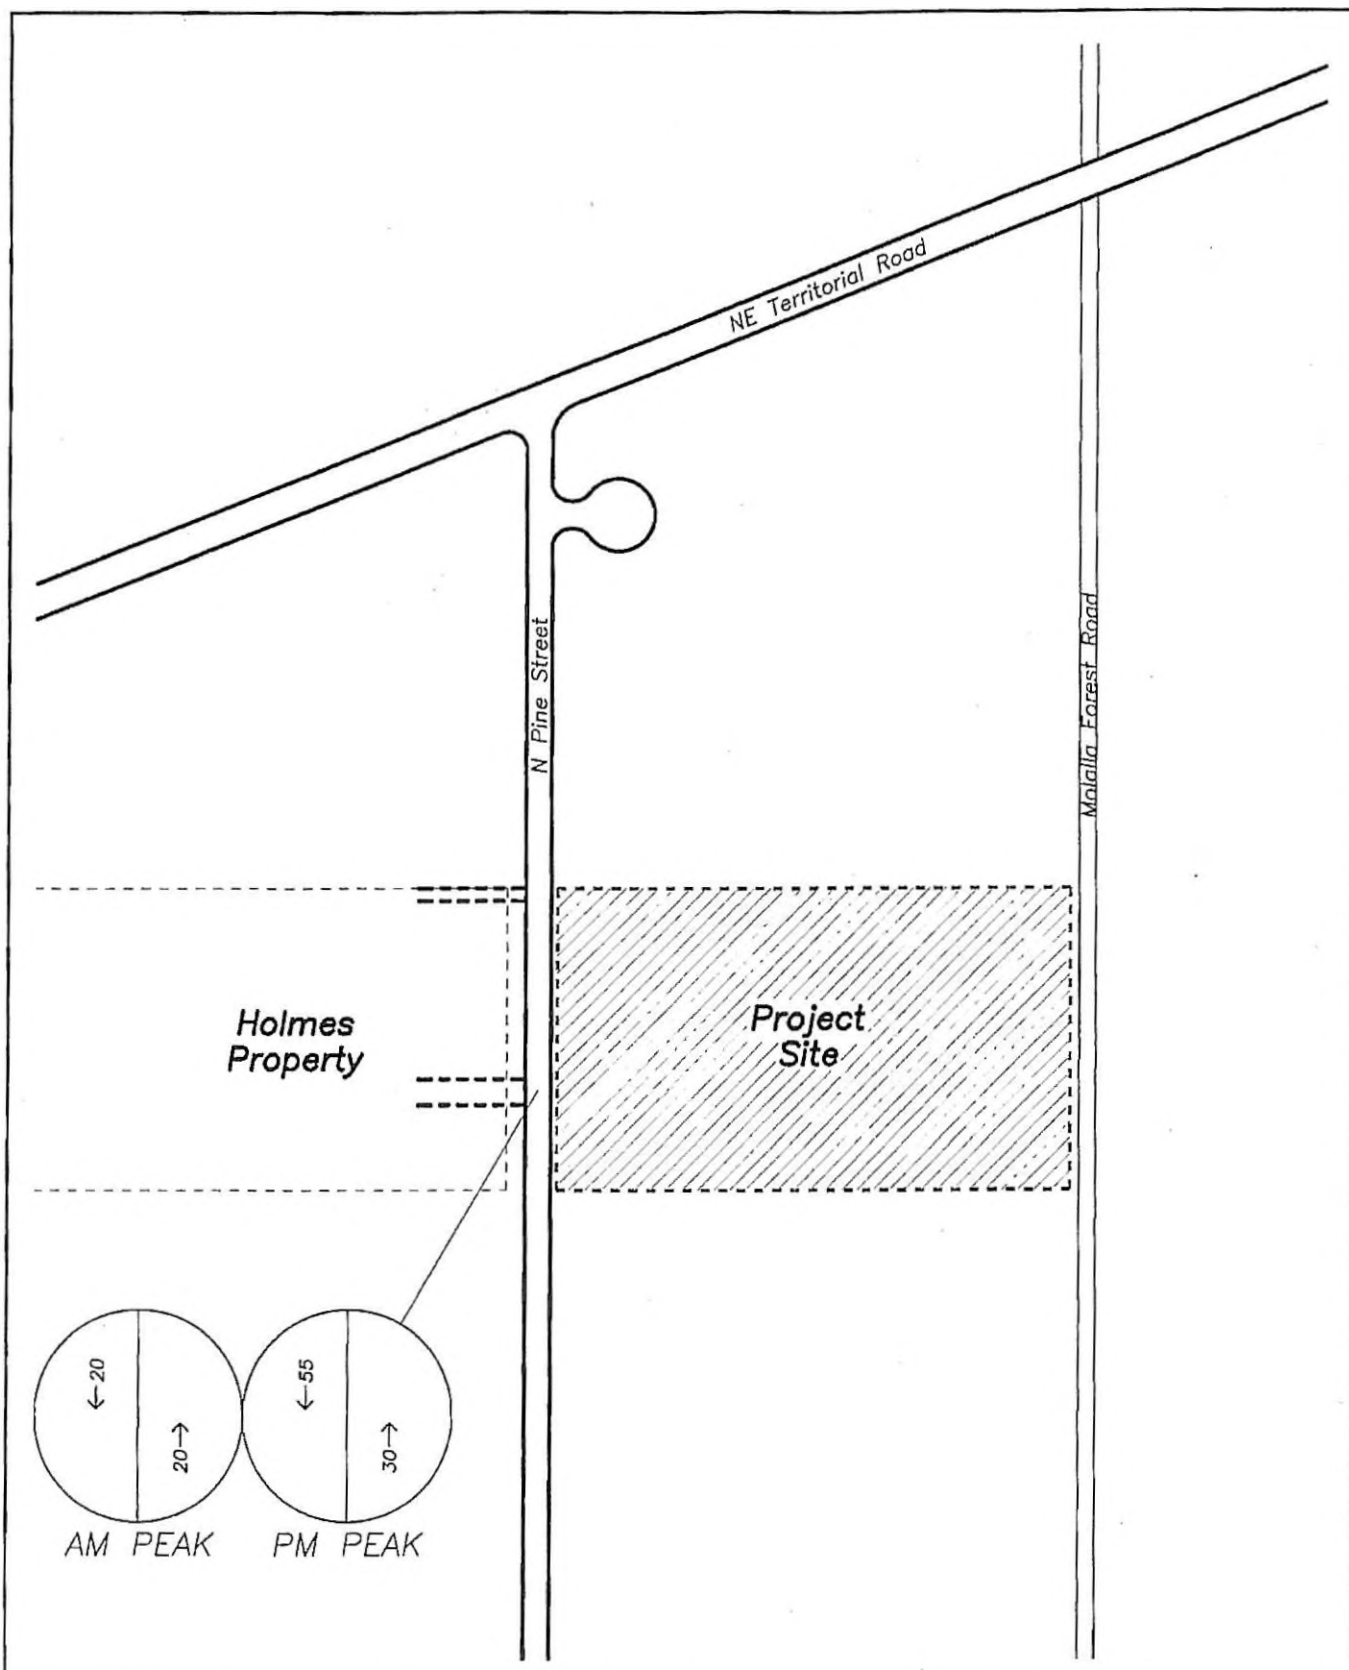 NE Territorial Road
N Pine Street
Molalla Forest Road
Holmes
Property
Project
Site
←20
20→
←55
30→
AM PEAK
PM PEAK